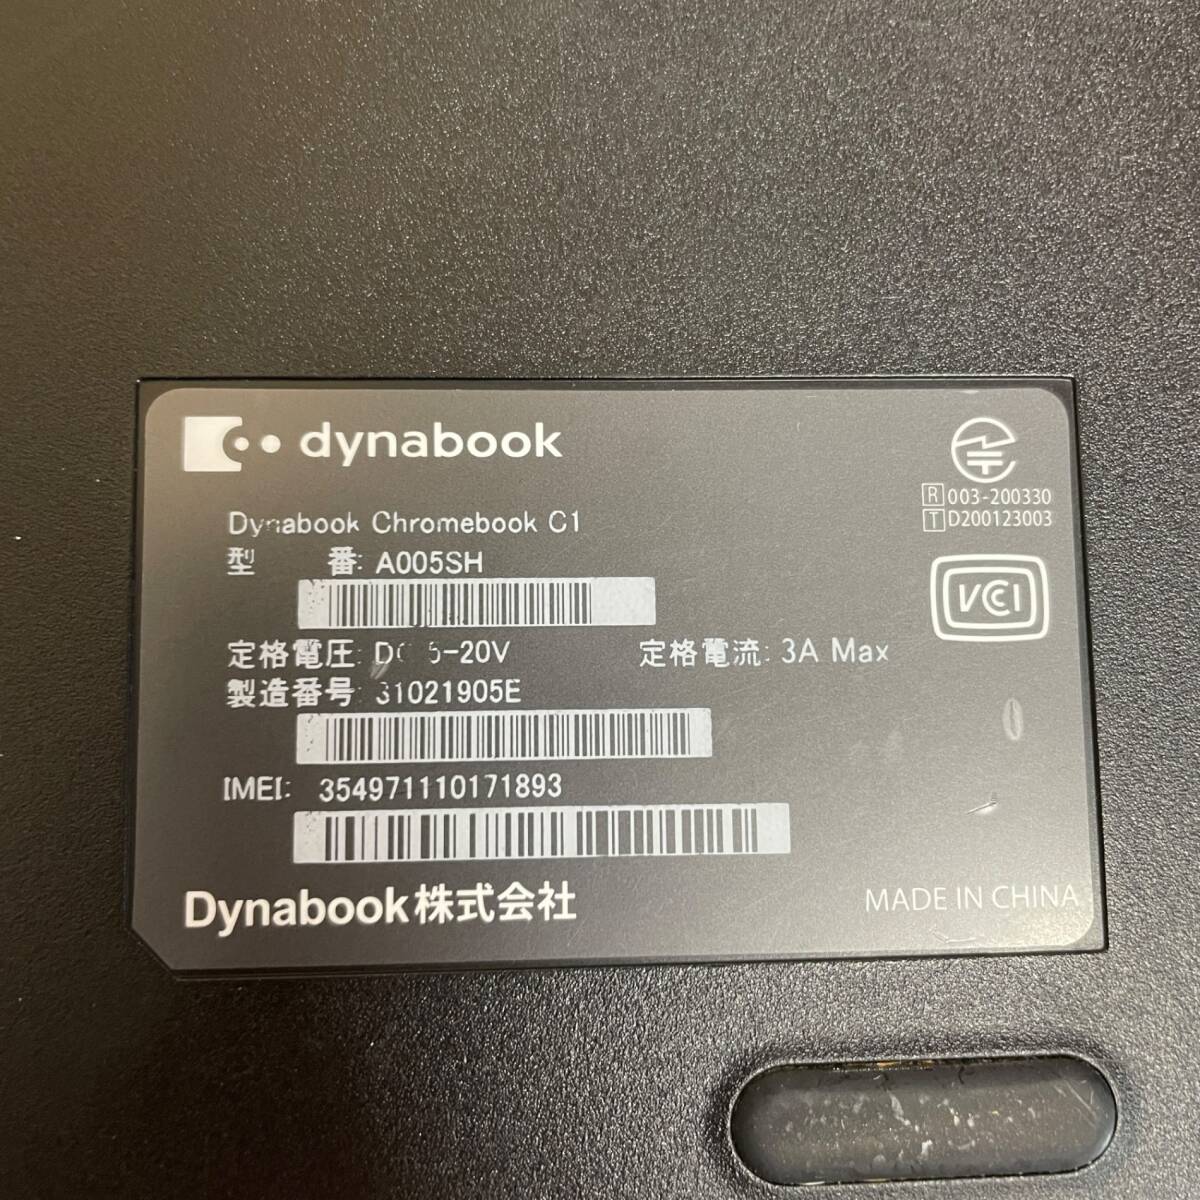 dynabook
R 003-200330
T D200123003
Dynabook Chromebook C1
型 番: A005SH
VCCI
定格電圧: DC 5-20V 定格電流: 3A Max
製造番号: 31021905E
IMEI: 354971110171893
Dynabook株式会社
MADE IN CHINA